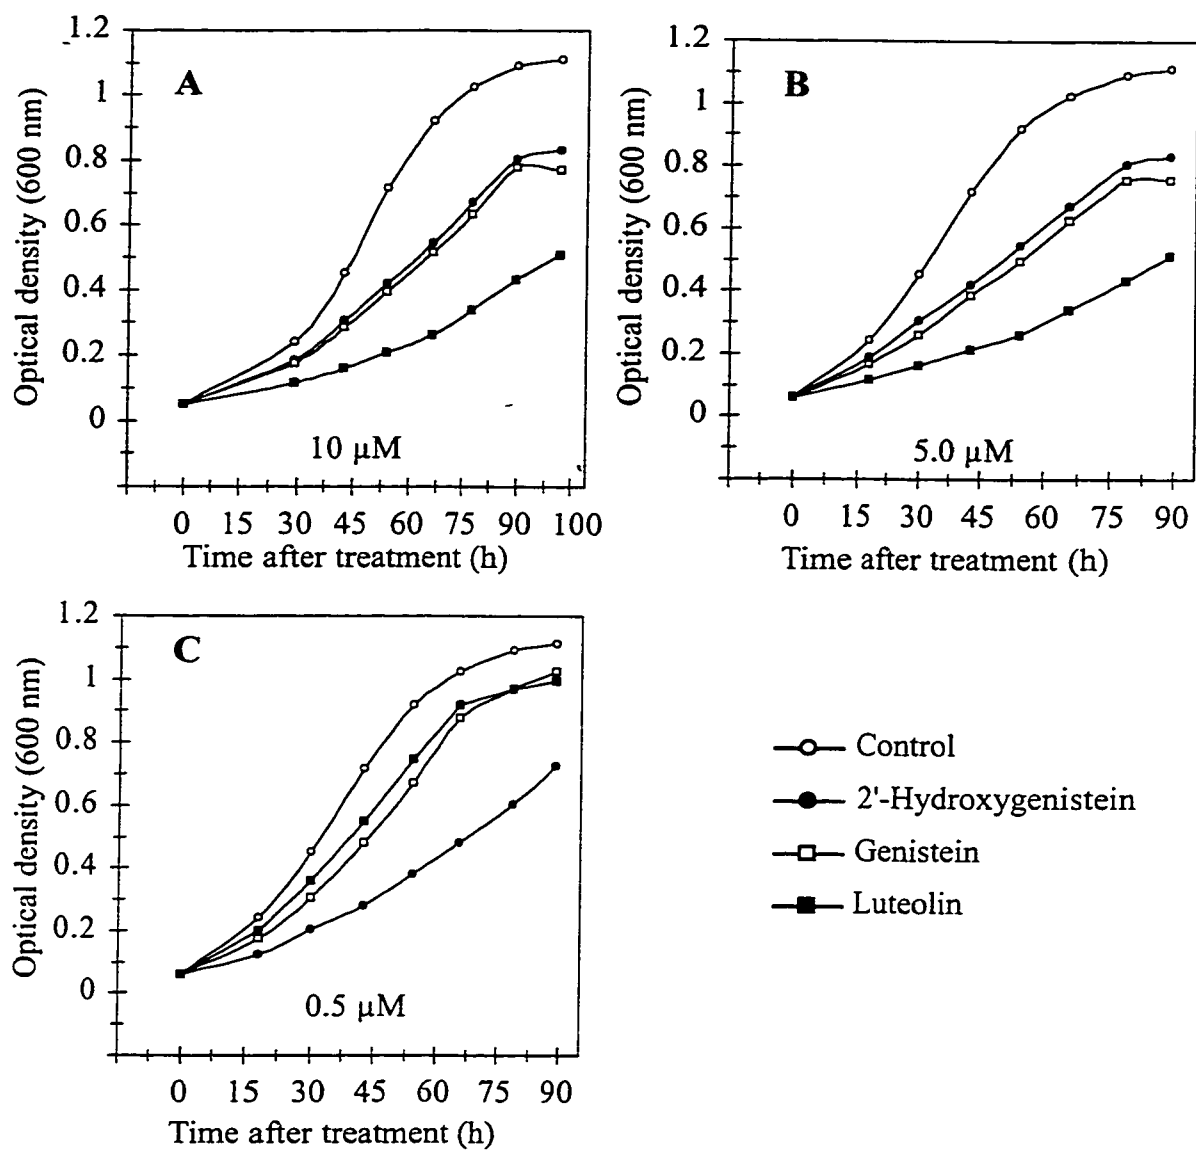 A
Optical density (600 nm)
1.2
1
0.8
0.6
0.4
0.2
0
10 µM
0 15 30 45 60 75 90 100
Time after treatment (h)
B
Optical density (600 nm)
1.2
1
0.8
0.6
0.4
0.2
0
5.0 µM
0 15 30 45 60 75 90
Time after treatment (h)
C
Optical density (600 nm)
1.2
1
0.8
0.6
0.4
0.2
0
0.5 µM
0 15 30 45 60 75 90
Time after treatment (h)
Control
2'-Hydroxygenistein
Genistein
Luteolin